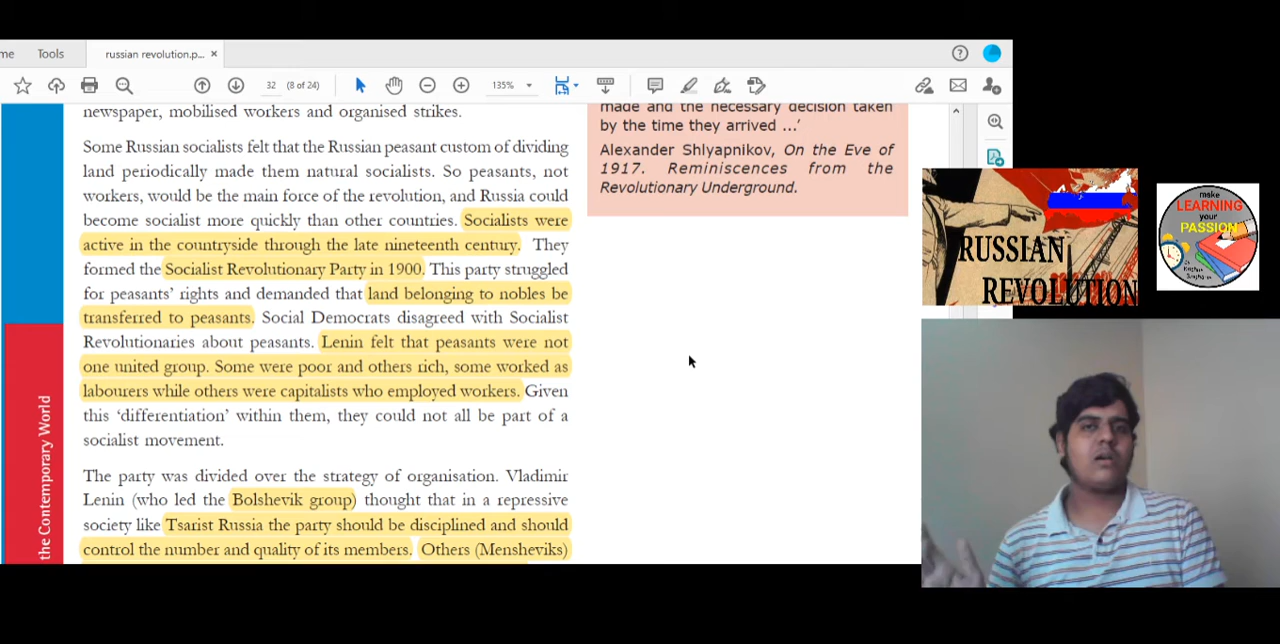 me
Tools
russian revolution.p...
×
32
(8 of 24)
135%
newspaper, mobilised workers and organised strikes.
Some Russian socialists felt that the Russian peasant custom of dividing
land periodically made them natural socialists. So peasants, not
workers, would be the main force of the revolution, and Russia could
become socialist more quickly than other countries. Socialists were
active in the countryside through the late nineteenth century. They
formed the Socialist Revolutionary Party in 1900. This party struggled
for peasants' rights and demanded that land belonging to nobles be
transferred to peasants. Social Democrats disagreed with Socialist
Revolutionaries about peasants. Lenin felt that peasants were not
one united group. Some were poor and others rich, some worked as
labourers while others were capitalists who employed workers. Given
this 'differentiation' within them, they could not all be part of a
socialist movement.
The party was divided over the strategy of organisation. Vladimir
Lenin (who led the Bolshevik group) thought that in a repressive
society like Tsarist Russia the party should be disciplined and should
control the number and quality of its members. Others (Mensheviks)
made and the necessary decision taken
by the time they arrived ...'
Alexander Shlyapnikov, On the Eve of
1917. Reminiscences from the
Revolutionary Underground.
the Contemporary World
RUSSIAN
REVOLUTION
make
LEARNING
your
PASSION